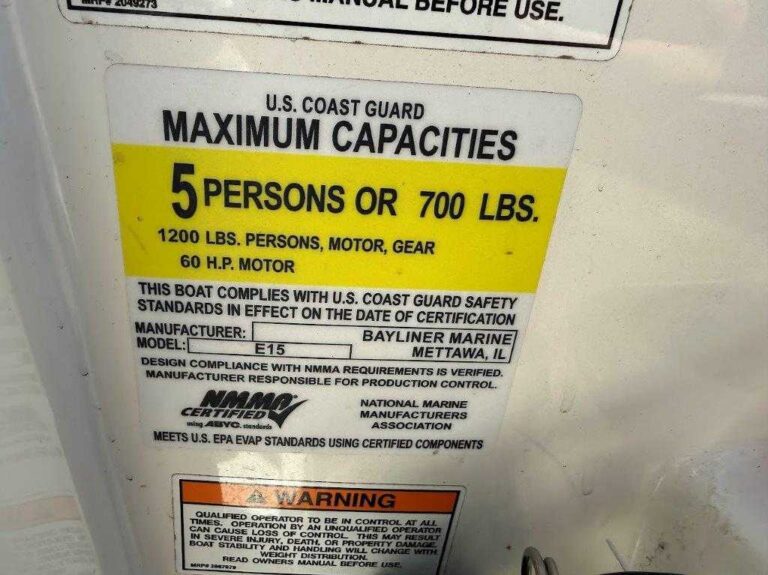 MRP# 2049273
MANUAL BEFORE USE.
U.S. COAST GUARD
MAXIMUM CAPACITIES
5 PERSONS OR 700 LBS.
1200 LBS. PERSONS, MOTOR, GEAR
60 H.P. MOTOR
THIS BOAT COMPLIES WITH U.S. COAST GUARD SAFETY
STANDARDS IN EFFECT ON THE DATE OF CERTIFICATION
MANUFACTURER: BAYLINER MARINE
MODEL: E15 METTAWA, IL
DESIGN COMPLIANCE WITH NMMA REQUIREMENTS IS VERIFIED.
MANUFACTURER RESPONSIBLE FOR PRODUCTION CONTROL.
NMMA
CERTIFIED
using ABYC. standards
NATIONAL MARINE
MANUFACTURERS
ASSOCIATION
MEETS U.S. EPA EVAP STANDARDS USING CERTIFIED COMPONENTS
WARNING
QUALIFIED OPERATOR TO BE IN CONTROL AT ALL
TIMES. OPERATION BY AN UNQUALIFIED OPERATOR
CAN CAUSE LOSS OF CONTROL. THIS MAY RESULT
IN SEVERE INJURY, DEATH, OR PROPERTY DAMAGE.
BOAT STABILITY AND HANDLING WILL CHANGE WITH
WEIGHT DISTRIBUTION.
READ OWNERS MANUAL BEFORE USE.